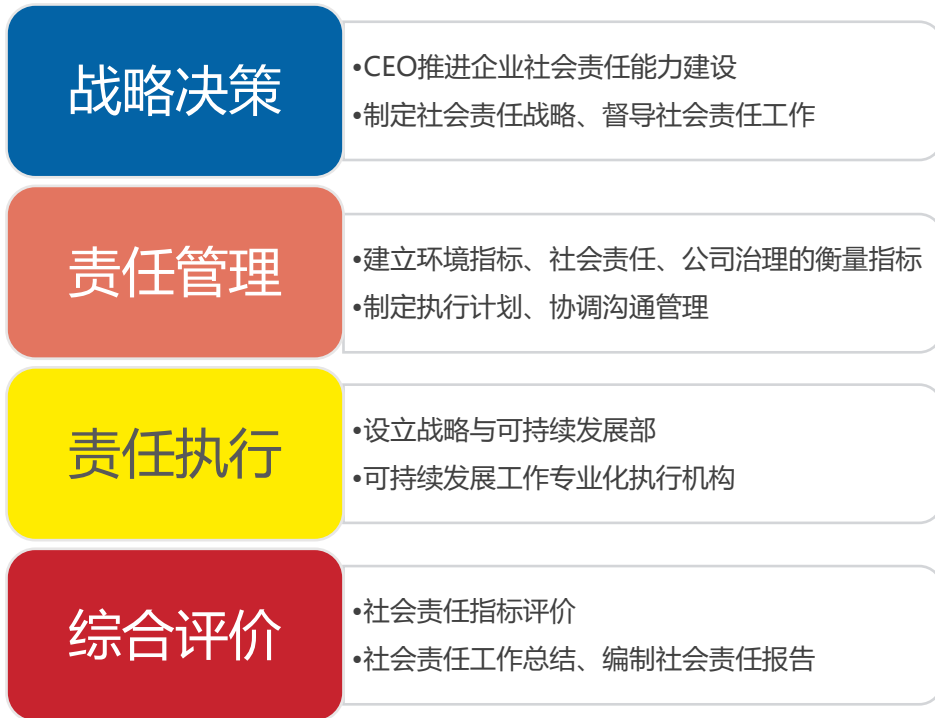 战略决策
•CEO推进企业社会责任能力建设
•制定社会责任战略、督导社会责任工作
责任管理
•建立环境指标、社会责任、公司治理的衡量指标
•制定执行计划、协调沟通管理
责任执行
•设立战略与可持续发展部
•可持续发展工作专业化执行机构
综合评价
•社会责任指标评价
•社会责任工作总结、编制社会责任报告